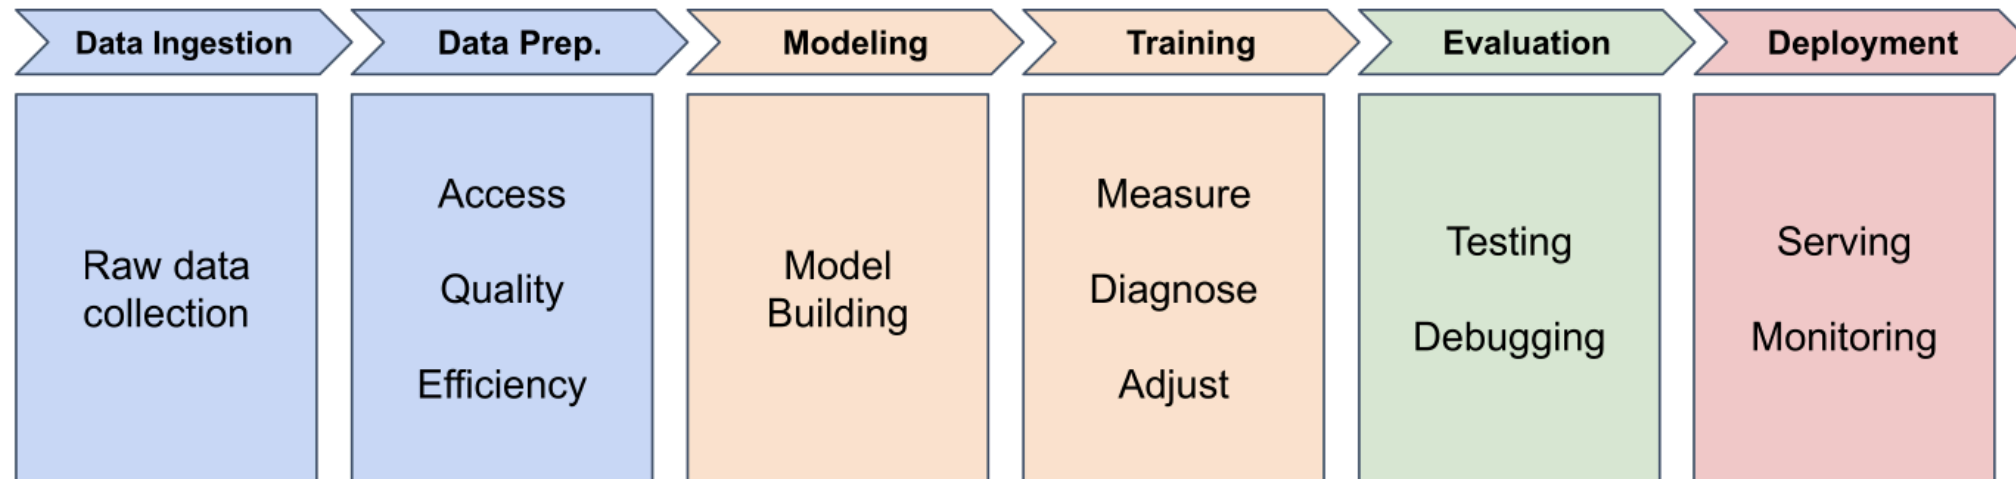 Data Ingestion
Data Prep.
Modeling
Training
Evaluation
Deployment
Raw data
collection
Access
Quality
Efficiency
Model
Building
Measure
Diagnose
Adjust
Testing
Debugging
Serving
Monitoring